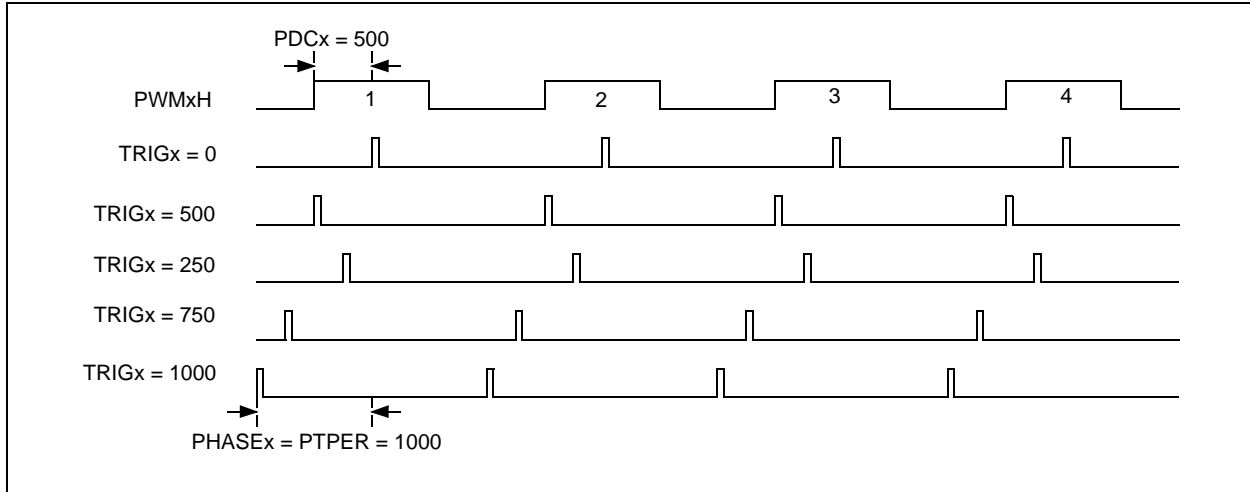 PDCx = 500
PWMxH
1
2
3
4
TRIGx = 0
TRIGx = 500
TRIGx = 250
TRIGx = 750
TRIGx = 1000
PHASEx = PTPER = 1000